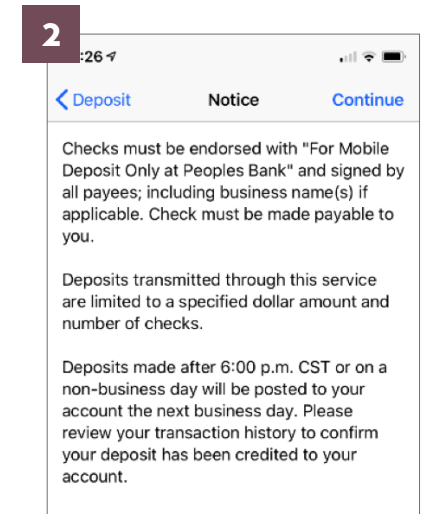 2
:26
Deposit Notice Continue
Checks must be endorsed with "For Mobile
Deposit Only at Peoples Bank" and signed by
all payees; including business name(s) if
applicable. Check must be made payable to
you.
Deposits transmitted through this service
are limited to a specified dollar amount and
number of checks.
Deposits made after 6:00 p.m. CST or on a
non-business day will be posted to your
account the next business day. Please
review your transaction history to confirm
your deposit has been credited to your
account.